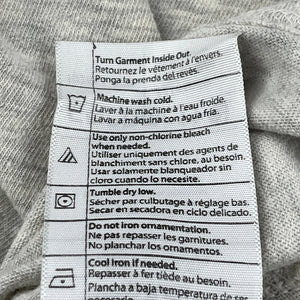 Turn Garment Inside Out.
Retournez le vêtement à l'envers.
Ponga la prenda del revés.
Machine wash cold.
Laver à la machine à l'eau froide.
Lavar a máquina con agua fría.
Use only non-chlorine bleach
when needed.
Utiliser uniquement des agents de
blanchiment sans chlore, au besoin.
Usar solamente blanqueador sin
cloro cuando lo necesite.
Tumble dry low.
Sécher par culbutage à réglage bas.
Secar en secadora en ciclo delicado.
Do not iron ornamentation.
Ne pas repasser les garnitures.
No planchar los ornamentos.
Cool iron if needed.
Repasser à fer tiède au besoin.
Plancha a baja temperatura de ser